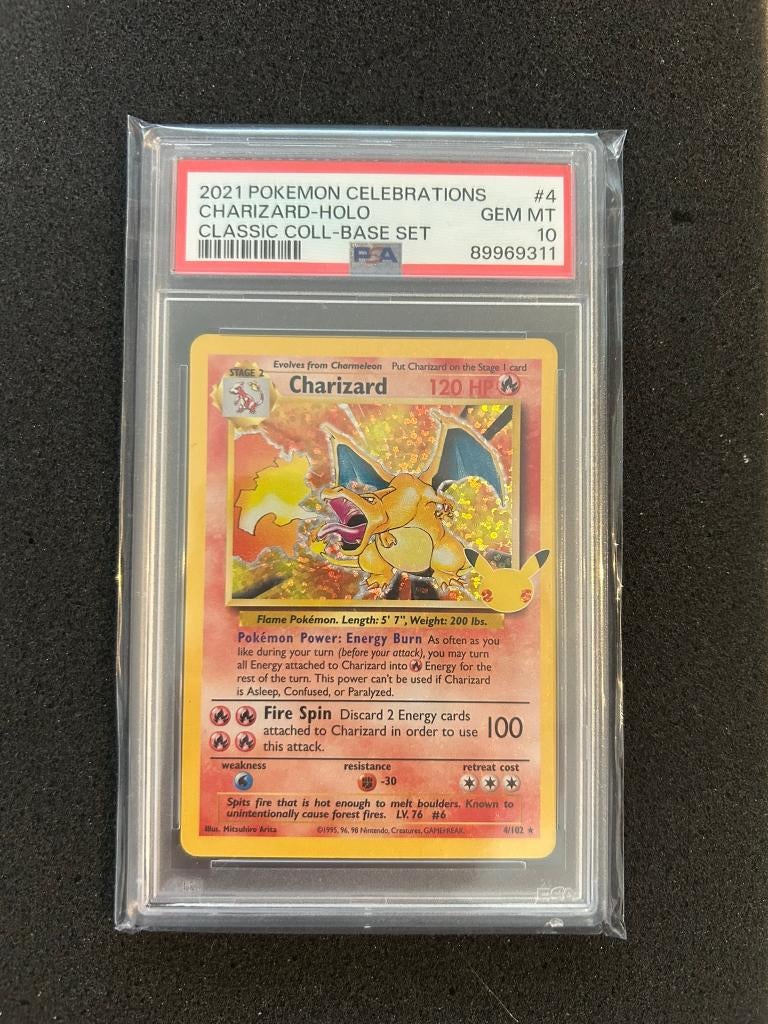 2021 POKEMON CELEBRATIONS #4
CHARIZARD-HOLO GEM MT
CLASSIC COLL-BASE SET 10
PSA 89969311
Evolves from Charmeleon Put Charizard on the Stage 1 card
STAGE 2
Charizard 120 HP
Flame Pokémon. Length: 5' 7", Weight: 200 lbs.
Pokémon Power: Energy Burn As often as you
like during your turn (before your attack), you may turn
all Energy attached to Charizard into Energy for the
rest of the turn. This power can't be used if Charizard
is Asleep, Confused, or Paralyzed.
Fire Spin Discard 2 Energy cards
attached to Charizard in order to use 100
this attack.
weakness resistance retreat cost
-30
Spits fire that is hot enough to melt boulders. Known to
unintentionally cause forest fires. LV. 76 #6
Illus. Mitsuhiro Arita ©1995, 96, 98 Nintendo, Creatures, GAMEFREAK. 4/102 ★
PSA